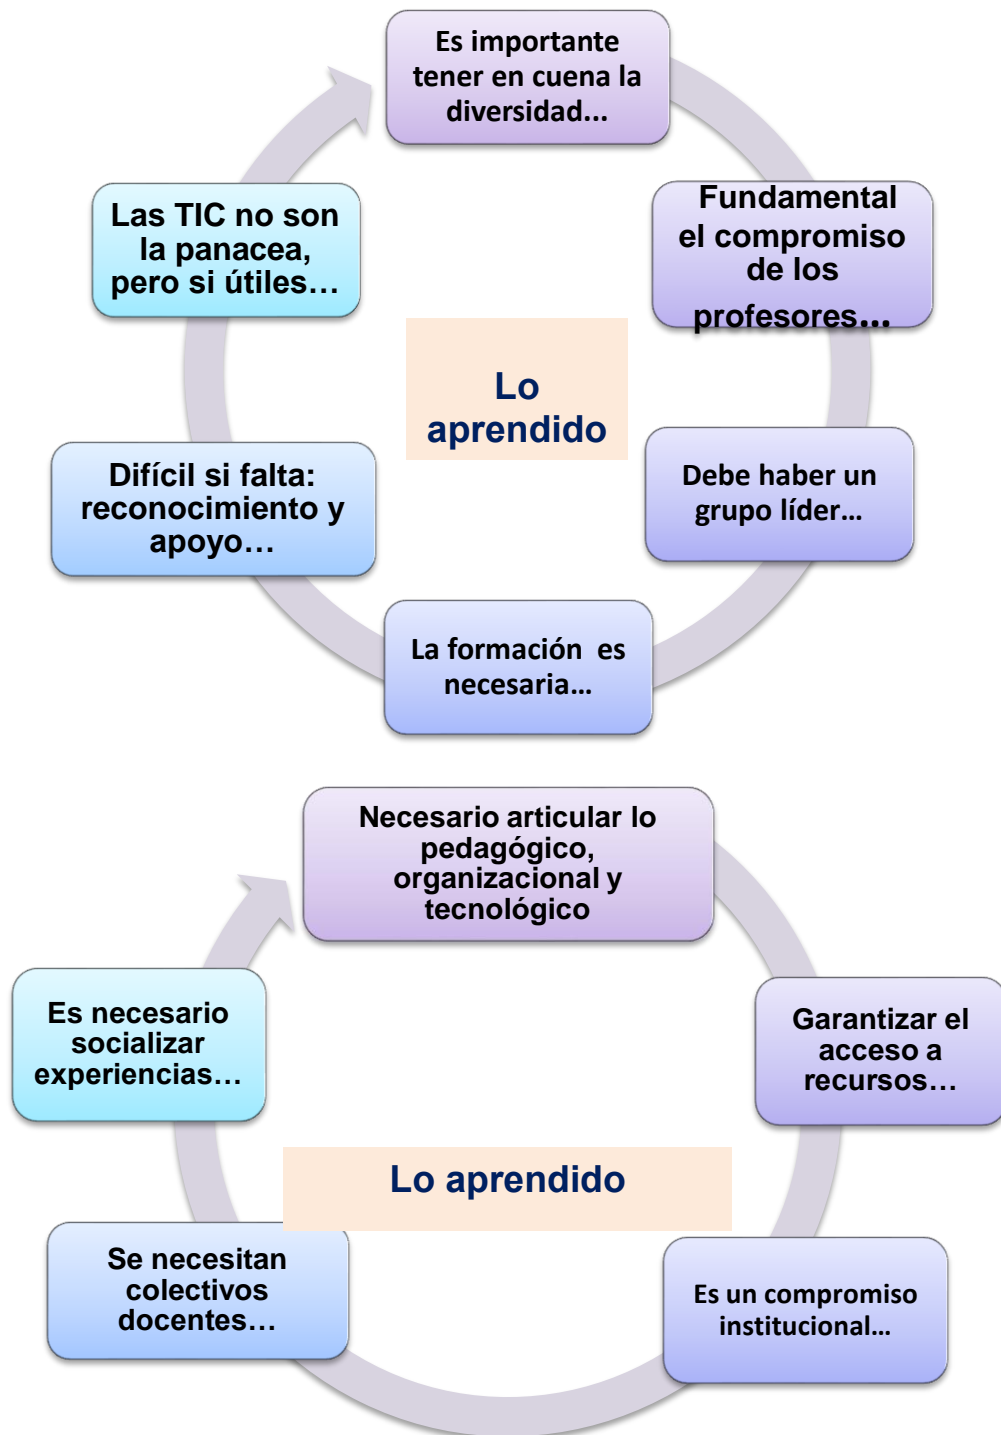 Es importante
tener en cuena la
diversidad...
Fundamental
el compromiso
de los
profesores...
Debe haber un
grupo líder...
La formación es
necesaria...
Difícil si falta:
reconocimiento y
apoyo...
Las TIC no son
la panacea,
pero si útiles...
Lo
aprendido
Necesario articular lo
pedagógico,
organizacional y
tecnológico
Garantizar el
acceso a
recursos...
Es un compromiso
institucional...
Se necesitan
colectivos
docentes...
Es necesario
socializar
experiencias...
Lo aprendido